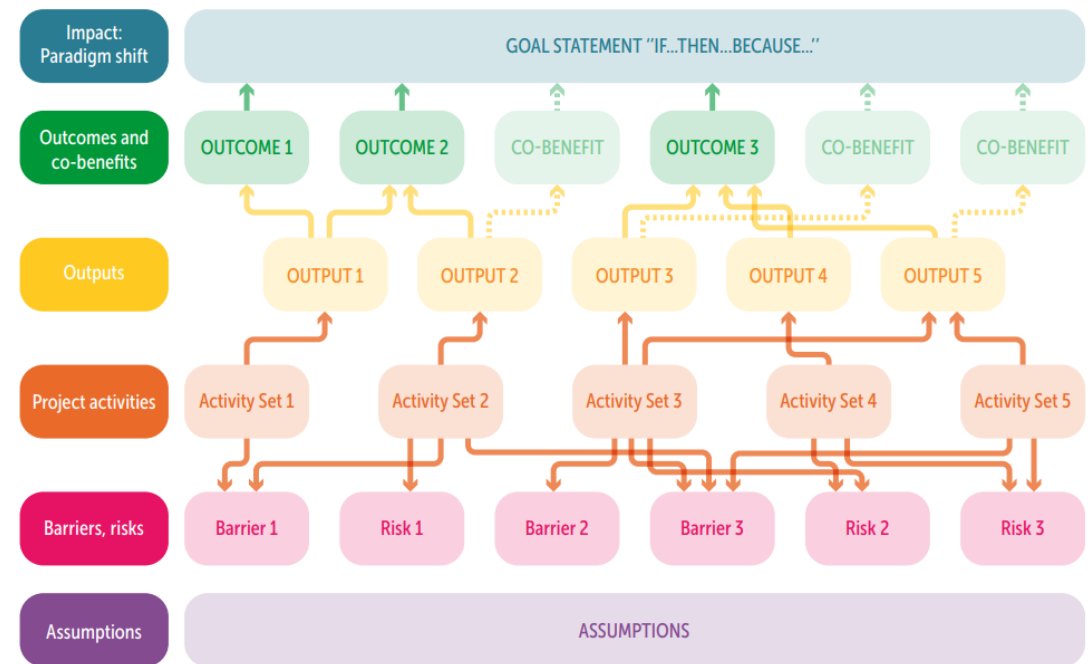 Impact:
Paradigm shift
GOAL STATEMENT "IF...THEN...BECAUSE..."
Outcomes and
co-benefits
OUTCOME 1
OUTCOME 2
CO-BENEFIT
OUTCOME 3
CO-BENEFIT
CO-BENEFIT
Outputs
OUTPUT 1
OUTPUT 2
OUTPUT 3
OUTPUT 4
OUTPUT 5
Project activities
Activity Set 1
Activity Set 2
Activity Set 3
Activity Set 4
Activity Set 5
Barriers, risks
Barrier 1
Risk 1
Barrier 2
Barrier 3
Risk 2
Risk 3
Assumptions
ASSUMPTIONS